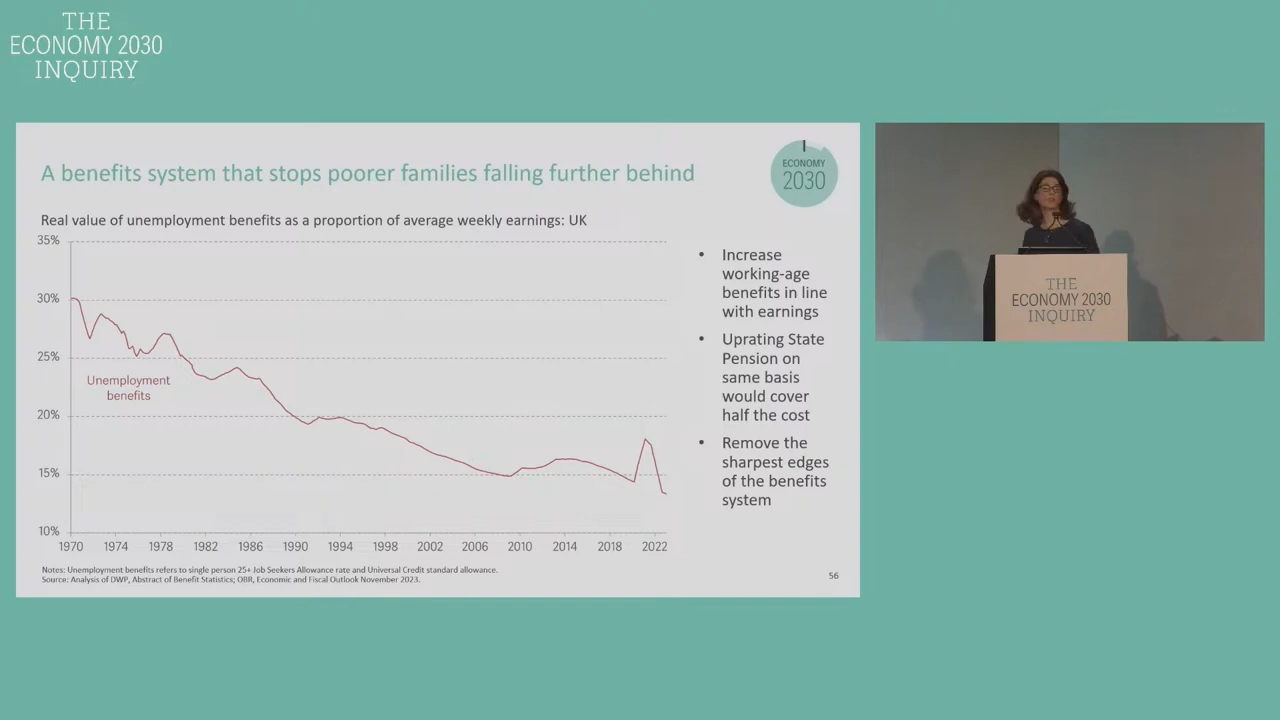 THE
ECONOMY 2030
INQUIRY
A benefits system that stops poorer families falling further behind
ECONOMY
2030
Real value of unemployment benefits as a proportion of average weekly earnings: UK
35%
30%
25%
20%
15%
10%
Unemployment
benefits
1970 1974 1978 1982 1986 1990 1994 1998 2002 2006 2010 2014 2018 2022
• Increase
working-age
benefits in line
with earnings
• Uprating State
Pension on
same basis
would cover
half the cost
• Remove the
sharpest edges
of the benefits
system
Notes: Unemployment benefits refers to single person 25+ Job Seekers Allowance rate and Universal Credit standard allowance.
Source: Analysis of DWP, Abstract of Benefit Statistics; OBR, Economic and Fiscal Outlook November 2023.
56
THE
ECONOMY 2030
INQUIRY